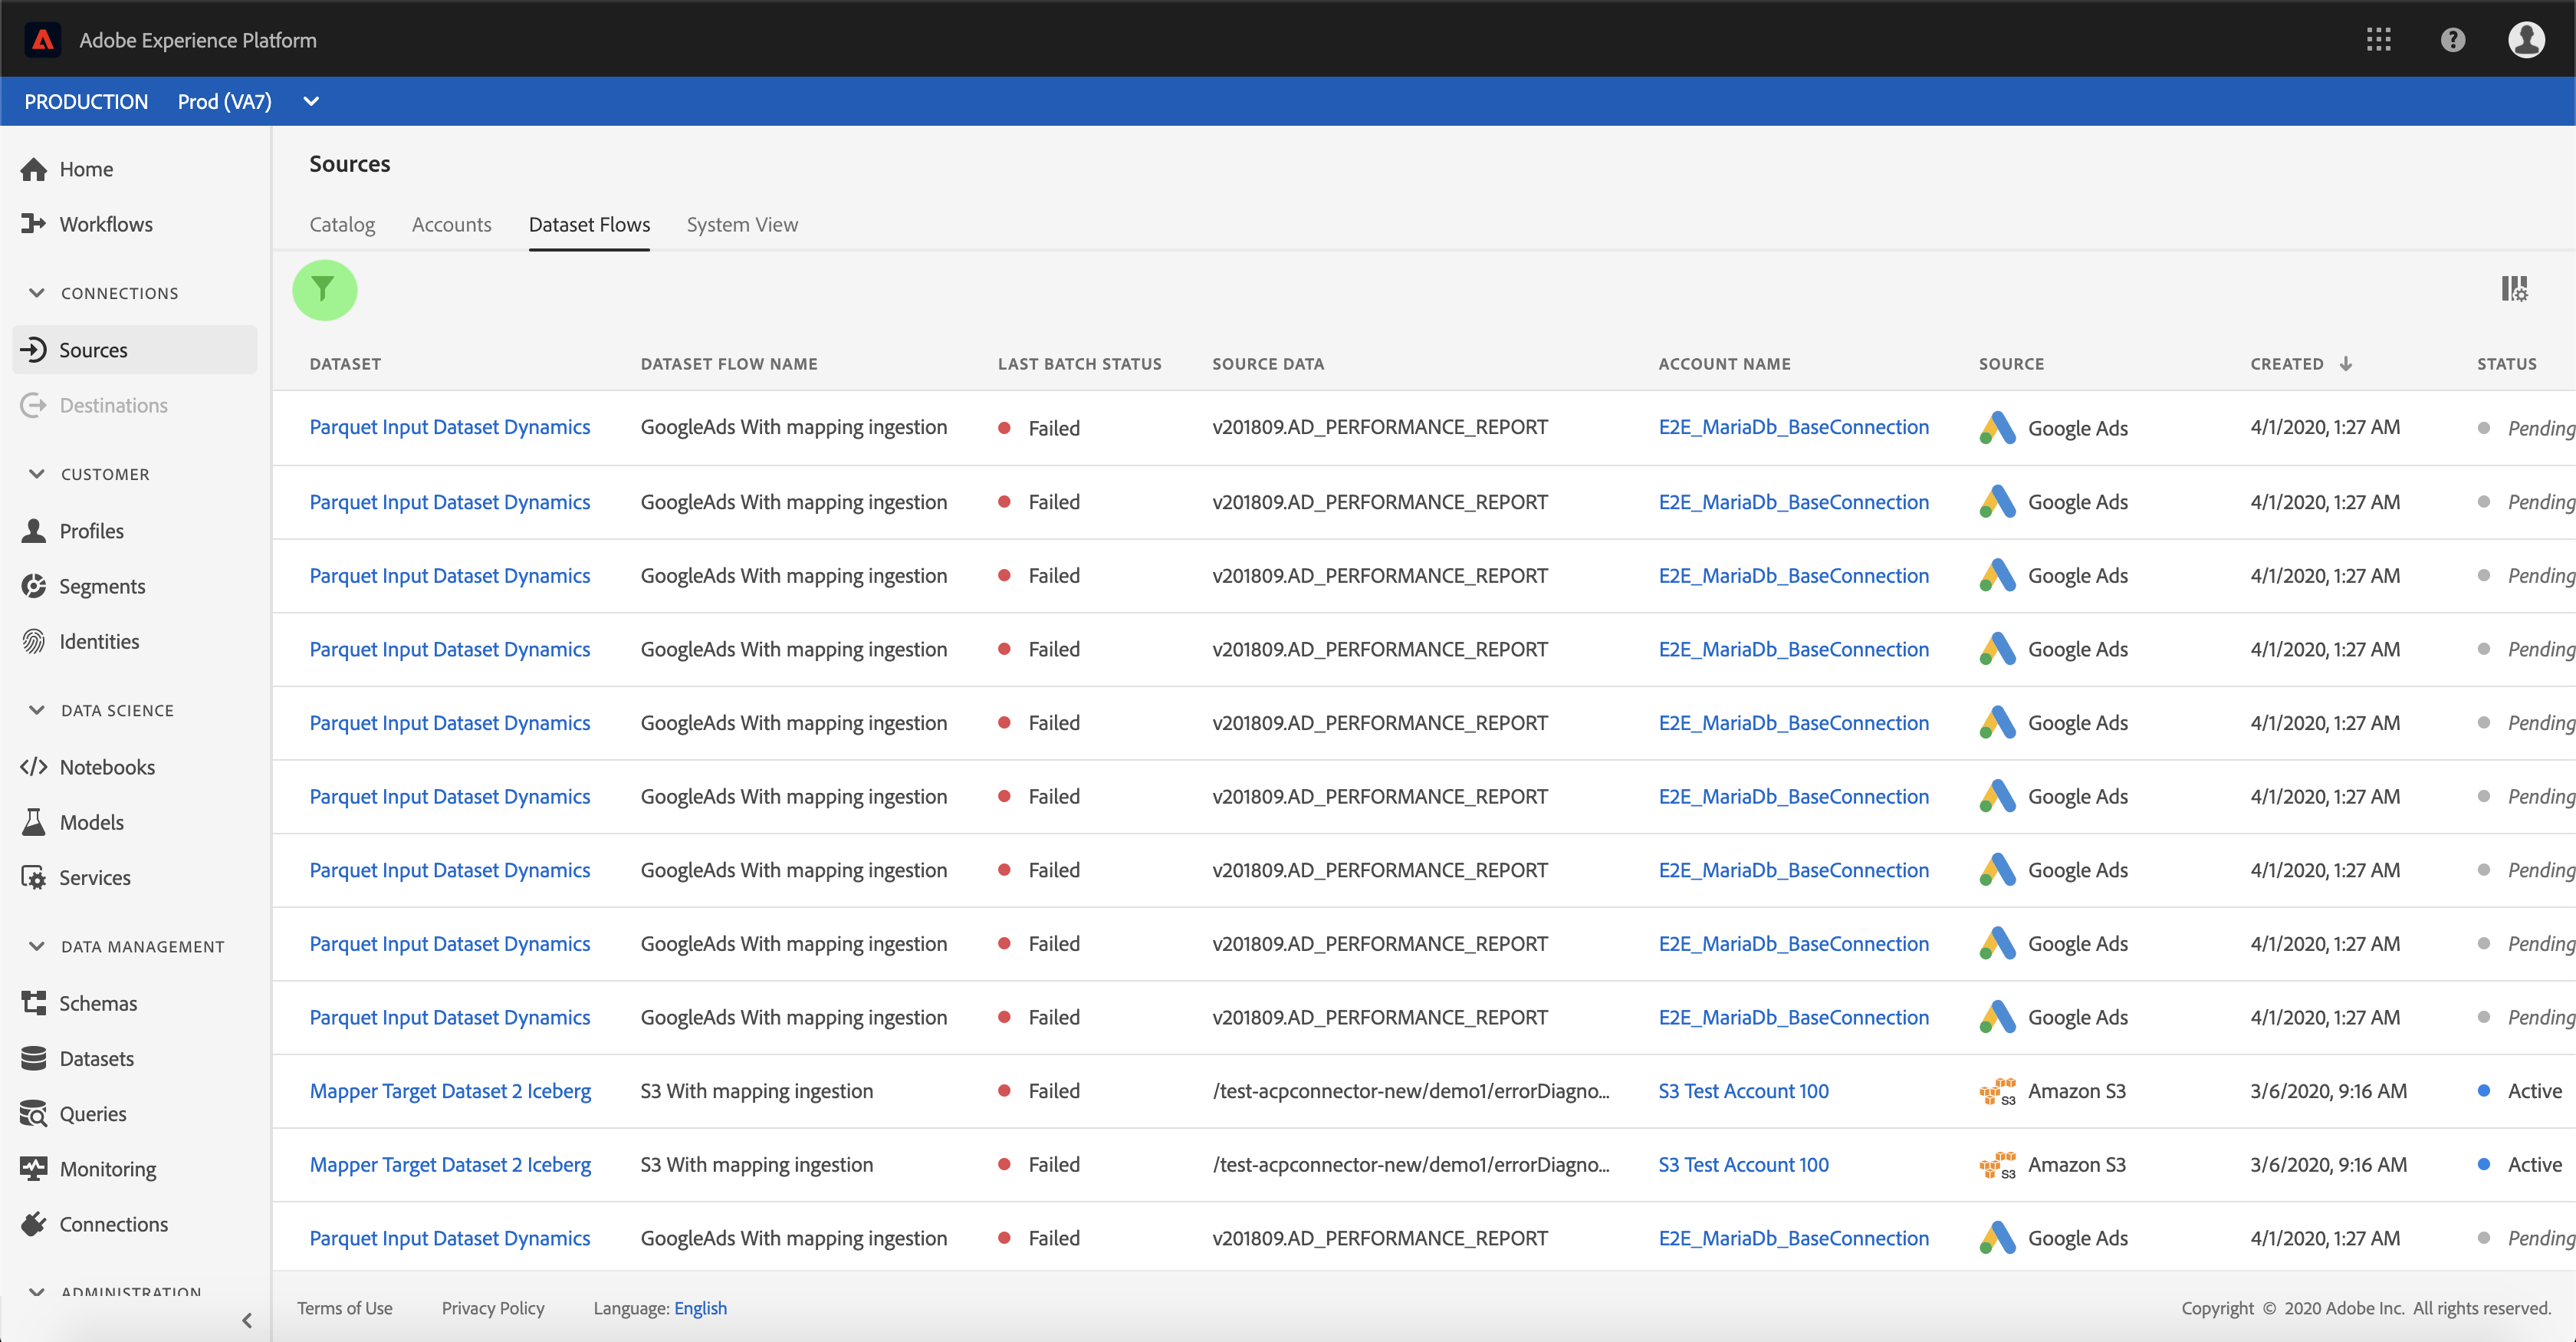 Adobe Experience Platform
PRODUCTION Prod (VA7)
Home
Workflows
CONNECTIONS
Sources
Destinations
CUSTOMER
Profiles
Segments
Identities
DATA SCIENCE
Notebooks
Models
Services
DATA MANAGEMENT
Schemas
Datasets
Queries
Monitoring
Connections
ADMINISTRATION
Sources
Catalog Accounts Dataset Flows System View
DATASET DATASET FLOW NAME LAST BATCH STATUS SOURCE DATA ACCOUNT NAME SOURCE CREATED STATUS
Parquet Input Dataset Dynamics GoogleAds With mapping ingestion Failed v201809.AD_PERFORMANCE_REPORT E2E_MariaDb_BaseConnection Google Ads 4/1/2020, 1:27 AM Pending
Parquet Input Dataset Dynamics GoogleAds With mapping ingestion Failed v201809.AD_PERFORMANCE_REPORT E2E_MariaDb_BaseConnection Google Ads 4/1/2020, 1:27 AM Pending
Parquet Input Dataset Dynamics GoogleAds With mapping ingestion Failed v201809.AD_PERFORMANCE_REPORT E2E_MariaDb_BaseConnection Google Ads 4/1/2020, 1:27 AM Pending
Parquet Input Dataset Dynamics GoogleAds With mapping ingestion Failed v201809.AD_PERFORMANCE_REPORT E2E_MariaDb_BaseConnection Google Ads 4/1/2020, 1:27 AM Pending
Parquet Input Dataset Dynamics GoogleAds With mapping ingestion Failed v201809.AD_PERFORMANCE_REPORT E2E_MariaDb_BaseConnection Google Ads 4/1/2020, 1:27 AM Pending
Parquet Input Dataset Dynamics GoogleAds With mapping ingestion Failed v201809.AD_PERFORMANCE_REPORT E2E_MariaDb_BaseConnection Google Ads 4/1/2020, 1:27 AM Pending
Parquet Input Dataset Dynamics GoogleAds With mapping ingestion Failed v201809.AD_PERFORMANCE_REPORT E2E_MariaDb_BaseConnection Google Ads 4/1/2020, 1:27 AM Pending
Parquet Input Dataset Dynamics GoogleAds With mapping ingestion Failed v201809.AD_PERFORMANCE_REPORT E2E_MariaDb_BaseConnection Google Ads 4/1/2020, 1:27 AM Pending
Parquet Input Dataset Dynamics GoogleAds With mapping ingestion Failed v201809.AD_PERFORMANCE_REPORT E2E_MariaDb_BaseConnection Google Ads 4/1/2020, 1:27 AM Pending
Mapper Target Dataset 2 Iceberg S3 With mapping ingestion Failed /test-acpconnector-new/demo1/errorDiagno... S3 Test Account 100 S3 Amazon S3 3/6/2020, 9:16 AM Active
Mapper Target Dataset 2 Iceberg S3 With mapping ingestion Failed /test-acpconnector-new/demo1/errorDiagno... S3 Test Account 100 S3 Amazon S3 3/6/2020, 9:16 AM Active
Parquet Input Dataset Dynamics GoogleAds With mapping ingestion Failed v201809.AD_PERFORMANCE_REPORT E2E_MariaDb_BaseConnection Google Ads 4/1/2020, 1:27 AM Pending
Terms of Use Privacy Policy Language: English Copyright © 2020 Adobe Inc. All rights reserved.